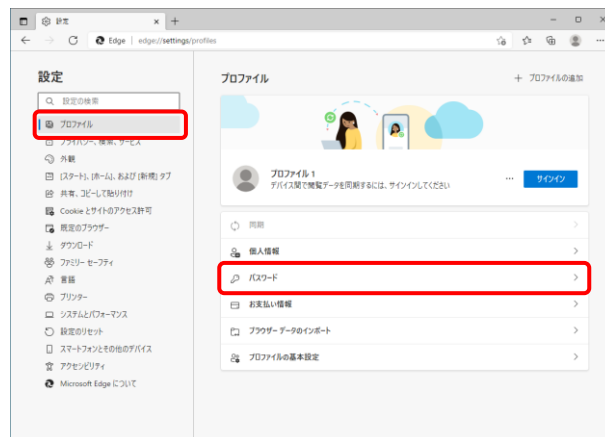 設定
Edge | edge://settings/profiles
設定
設定の検索
プロファイル
プライバシー、検索、サービス
外観
[スタート]、[ホーム]、および [新規] タブ
共有、コピーして貼り付け
Cookie とサイトのアクセス許可
既定のブラウザー
ダウンロード
ファミリー セーフティ
言語
プリンター
システムとパフォーマンス
設定のリセット
スマートフォンとその他のデバイス
アクセシビリティ
Microsoft Edge について
プロファイル
プロファイルの追加
プロファイル 1
デバイス間で閲覧データを同期するには、サインインしてください
サインイン
同期
個人情報
パスワード
お支払い情報
ブラウザー データのインポート
プロファイルの基本設定